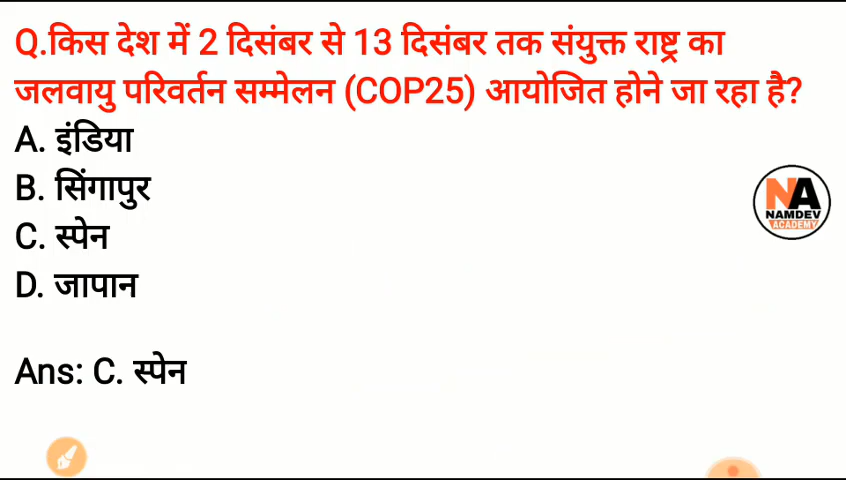 Q.किस देश में 2 दिसंबर से 13 दिसंबर तक संयुक्त राष्ट्र का
जलवायु परिवर्तन सम्मेलन (COP25) आयोजित होने जा रहा है?
A. इंडिया
B. सिंगापुर
C. स्पेन
D. जापान
Ans: C. स्पेन
NA
NAMDEV
ACADEMY